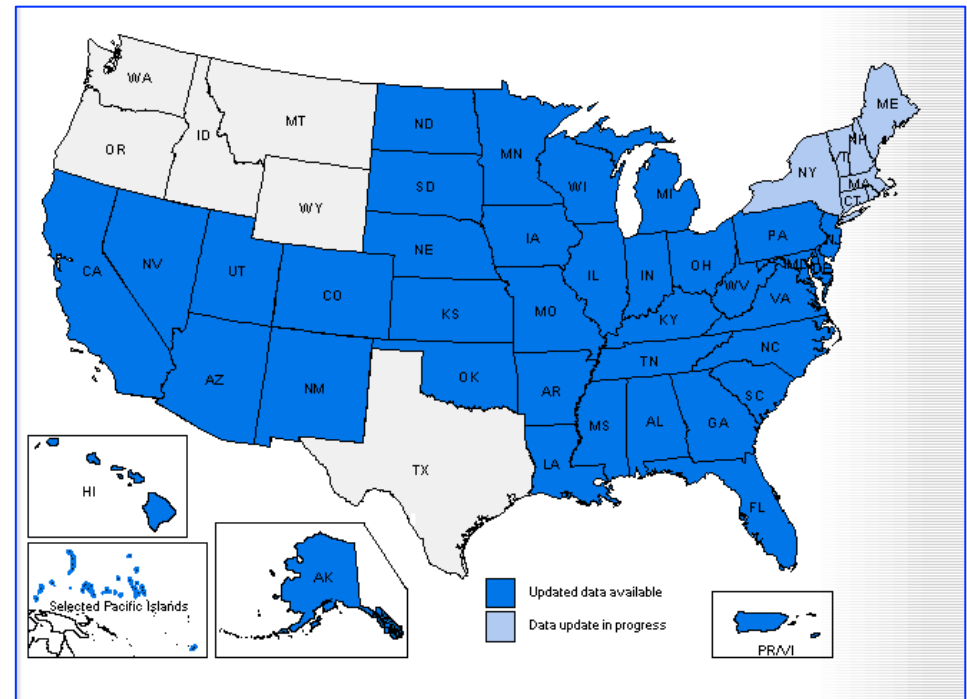 WA
ME
MT
ND
NH
ID
OR
MN
NY
SD
WI
MI
MA
CT
WY
IA
PA
NJ
NE
OH
NV
UT
IL
IN
MD
DE
CA
CO
WV
VA
KS
MO
KY
NC
TN
AZ
NM
OK
AR
SC
MS
AL
GA
LA
TX
HI
FL
AK
Updated data available
Selected Pacific Islands
Data update in progress
PR/VI